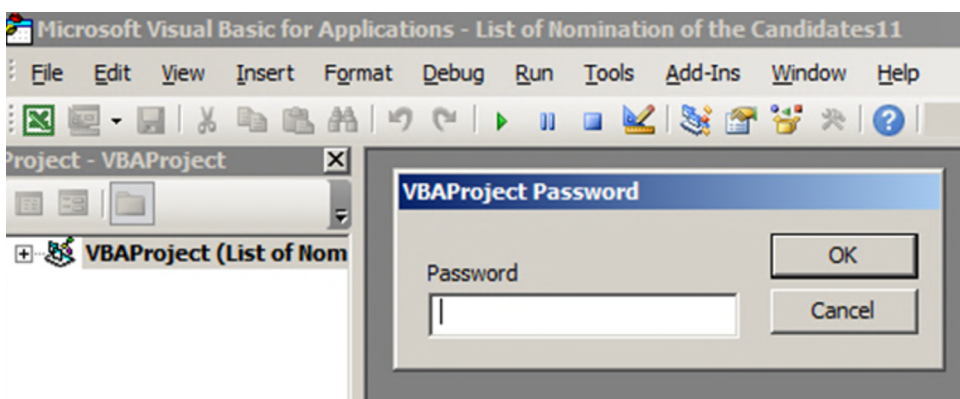 Microsoft Visual Basic for Applications - List of Nomination of the Candidates11
File Edit View Insert Format Debug Run Tools Add-Ins Window Help
Project - VBAProject
VBAProject (List of Nom
VBAProject Password
Password
OK
Cancel